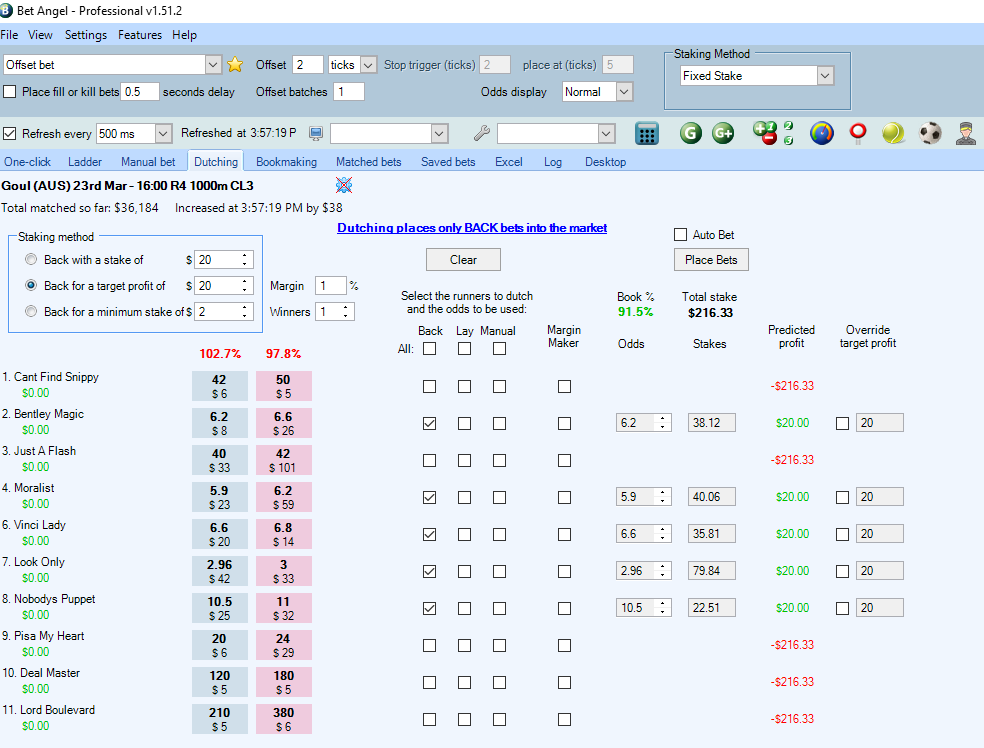 Bet Angel - Professional v1.51.2
File View Settings Features Help
Offset bet Offset 2 ticks Stop trigger (ticks) 2 place at (ticks) 5
Staking Method
Fixed Stake
Place fill or kill bets 0.5 seconds delay Offset batches 1 Odds display Normal
Refresh every 500 ms Refreshed at 3:57:19 P G G+
One-click Ladder Manual bet Dutching Bookmaking Matched bets Saved bets Excel Log Desktop
Goul (AUS) 23rd Mar - 16:00 R4 1000m CL3
Total matched so far: $36,184 Increased at 3:57:19 PM by $38
Dutching places only BACK bets into the market
Staking method
Back with a stake of $ 20
Back for a target profit of $ 20 Margin 1 %
Back for a minimum stake of $ 2 Winners 1
Clear
Auto Bet
Place Bets
Select the runners to dutch
and the odds to be used:
Book % Total stake
91.5% $216.33
Back Lay Manual Margin Maker Odds Stakes Predicted profit Override target profit
All:
102.7% 97.8%
1. Cant Find Snippy 42 50 -$216.33
$0.00 $ 6 $ 5
2. Bentley Magic 6.2 6.6 6.2 38.12 $20.00 20
$0.00 $ 8 $ 26
3. Just A Flash 40 42 -$216.33
$0.00 $ 33 $ 101
4. Moralist 5.9 6.2 5.9 40.06 $20.00 20
$0.00 $ 23 $ 59
6. Vinci Lady 6.6 6.8 6.6 35.81 $20.00 20
$0.00 $ 20 $ 14
7. Look Only 2.96 3 2.96 79.84 $20.00 20
$0.00 $ 42 $ 33
8. Nobodys Puppet 10.5 11 10.5 22.51 $20.00 20
$0.00 $ 25 $ 32
9. Pisa My Heart 20 24 -$216.33
$0.00 $ 6 $ 29
10. Deal Master 120 180 -$216.33
$0.00 $ 5 $ 5
11. Lord Boulevard 210 380 -$216.33
$0.00 $ 5 $ 6